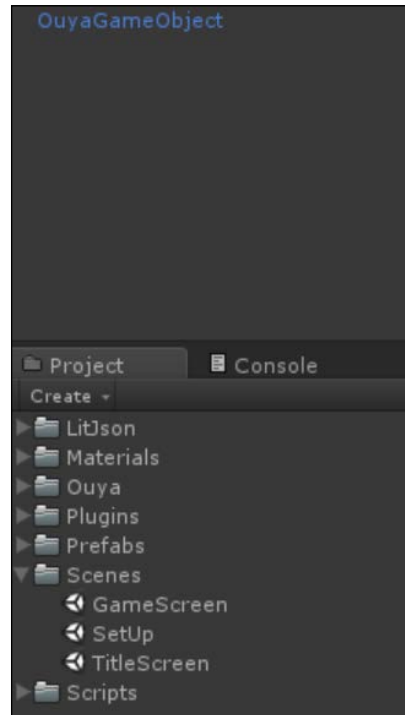 OuyaGameObject
Project Console
Create
LitJson
Materials
Ouya
Plugins
Prefabs
Scenes
GameScreen
SetUp
TitleScreen
Scripts